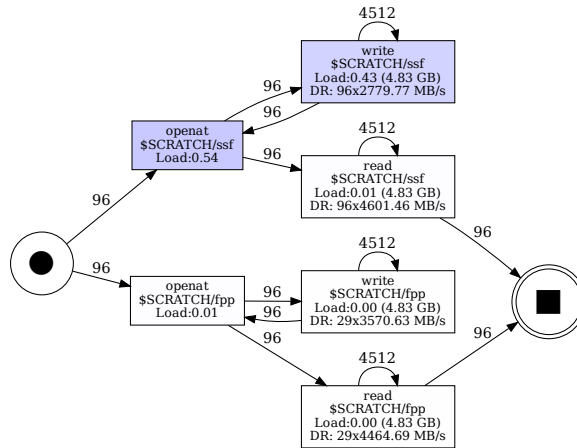 4512
write
$SCRATCH/ssf
Load:0.43 (4.83 GB)
DR: 96x2779.77 MB/s
96
96
openat
$SCRATCH/ssf
Load:0.54
96
4512
read
$SCRATCH/ssf
Load:0.01 (4.83 GB)
DR: 96x4601.46 MB/s
96
96
96
4512
openat
$SCRATCH/fpp
Load:0.01
96
96
write
$SCRATCH/fpp
Load:0.00 (4.83 GB)
DR: 29x3570.63 MB/s
96
96
4512
read
$SCRATCH/fpp
Load:0.00 (4.83 GB)
DR: 29x4464.69 MB/s